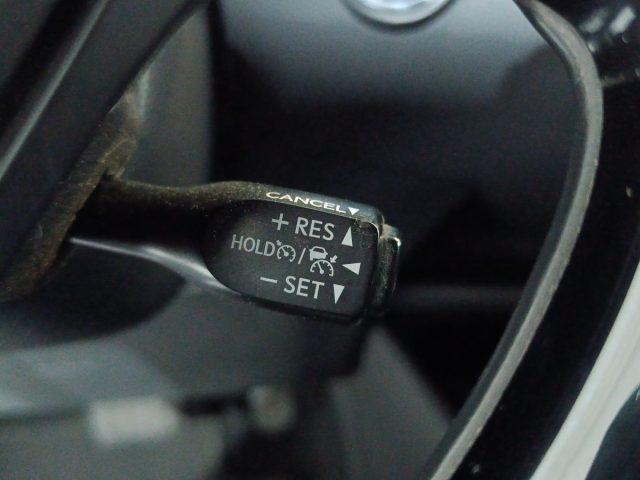 CANCEL▼
+ RES ▲
HOLD / ◀
− SET ▼